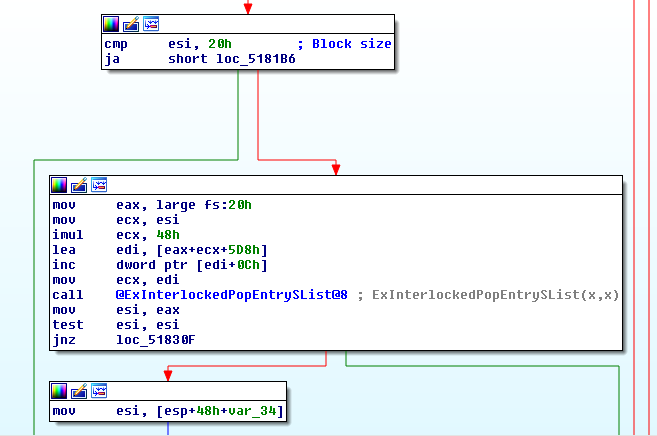 cmp esi, 20h ; Block size
ja short loc_5181B6
mov eax, large fs:20h
mov ecx, esi
imul ecx, 48h
lea edi, [eax+ecx+5D8h]
inc dword ptr [edi+0Ch]
mov ecx, edi
call @ExInterlockedPopEntrySList@8 ; ExInterlockedPopEntrySList(x,x)
mov esi, eax
test esi, esi
jnz loc_51830F
mov esi, [esp+48h+var_34]